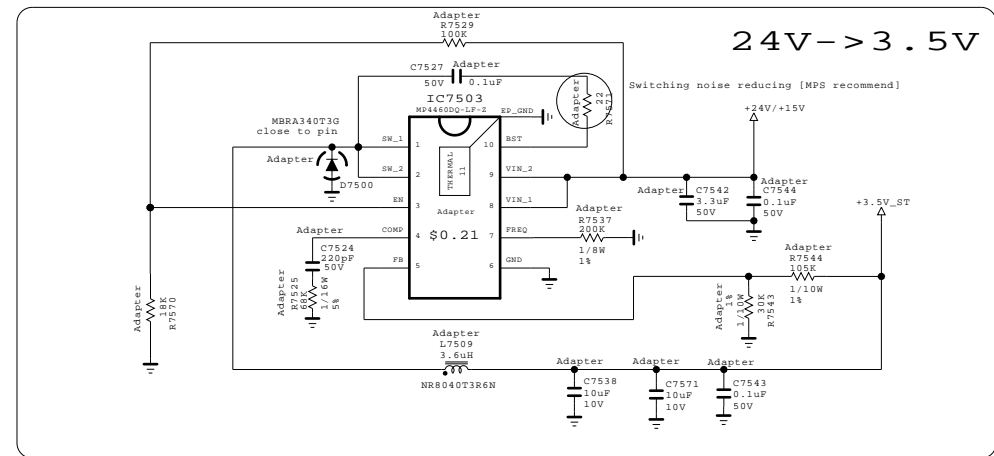 Adapter
R7529
100K
24V->3.5V
C7527
Adapter
50V
0.1uF
Adapter
22
R7571
Switching noise reducing [MPS recommend]
+24V/+15V
IC7503
MP4460DQ-LF-Z
EP_GND
MBRA340T3G
close to pin
Adapter
D7500
SW_1
1
10
BST
SW_2
2
9
VIN_2
EN
3
8
VIN_1
COMP
4
7
FREQ
FB
5
6
GND
THERMAL
11
Adapter
$0.21
Adapter
C7542
3.3uF
50V
Adapter
C7544
0.1uF
50V
+3.5V_ST
Adapter
R7537
200K
1/8W
1%
Adapter
C7524
220pF
50V
Adapter
R7525
68K
1/16W
5%
Adapter
R7544
105K
1/10W
1%
Adapter
1%
1/10W
30K
R7543
Adapter
18K
R7570
Adapter
L7509
3.6uH
NR8040T3R6N
Adapter
C7538
10uF
10V
Adapter
C7571
10uF
10V
Adapter
C7543
0.1uF
50V